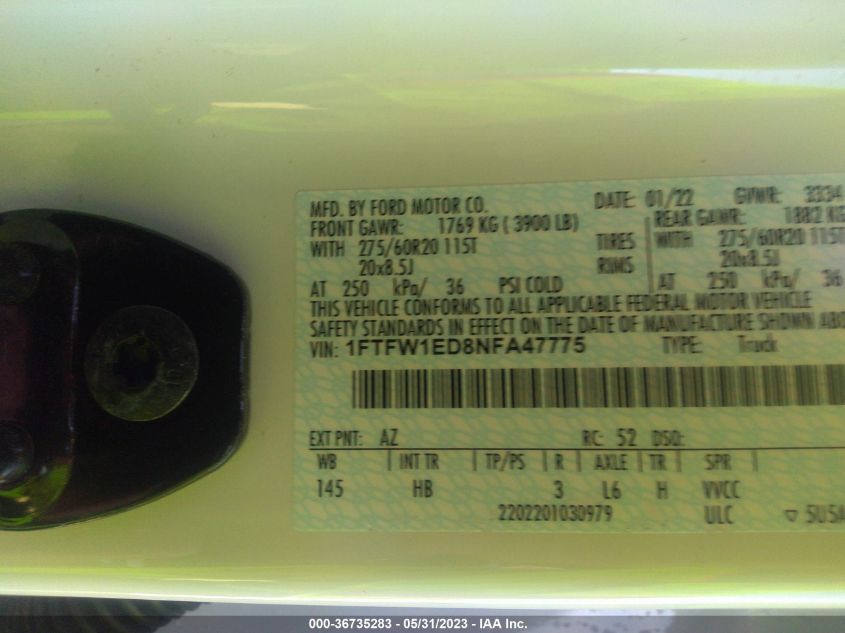 MFD. BY FORD MOTOR CO. DATE: 01/22 GVWR: 3334
FRONT GAWR: 1769 KG ( 3900 LB) REAR GAWR: 1882 KG
WITH 275/60R20 115T TIRES WITH 275/60R20 115T
20x8.5J RIMS 20x8.5J
AT 250 kPa/ 36 PSI COLD AT 250 kPa/ 36
THIS VEHICLE CONFORMS TO ALL APPLICABLE FEDERAL MOTOR VEHICLE
SAFETY STANDARDS IN EFFECT ON THE DATE OF MANUFACTURE SHOWN ABO
VIN: 1FTFW1ED8NFA47775 TYPE: Truck
EXT PNT: AZ RC: 52 DSO:
WB INT TR TP/PS R AXLE TR SPR
145 HB 3 L6 H VVCC
2202201030979 ULC ▽ 5U5A
000-36735283 - 05/31/2023 - IAA Inc.